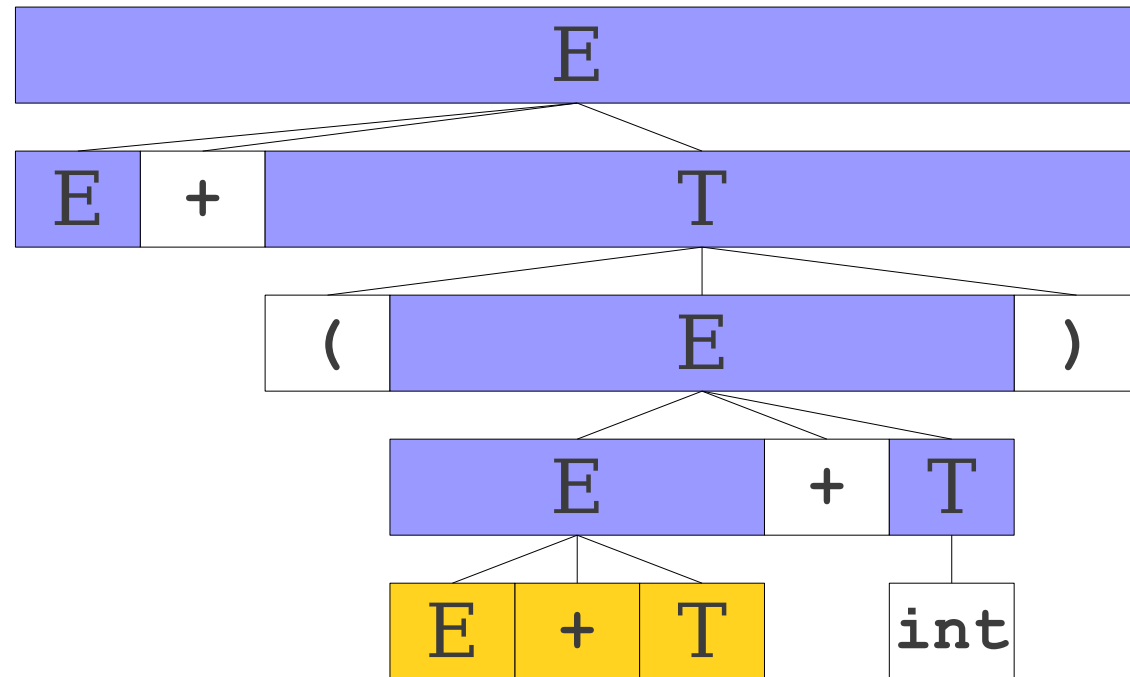 E
E + T
( E )
E + T
E + T int